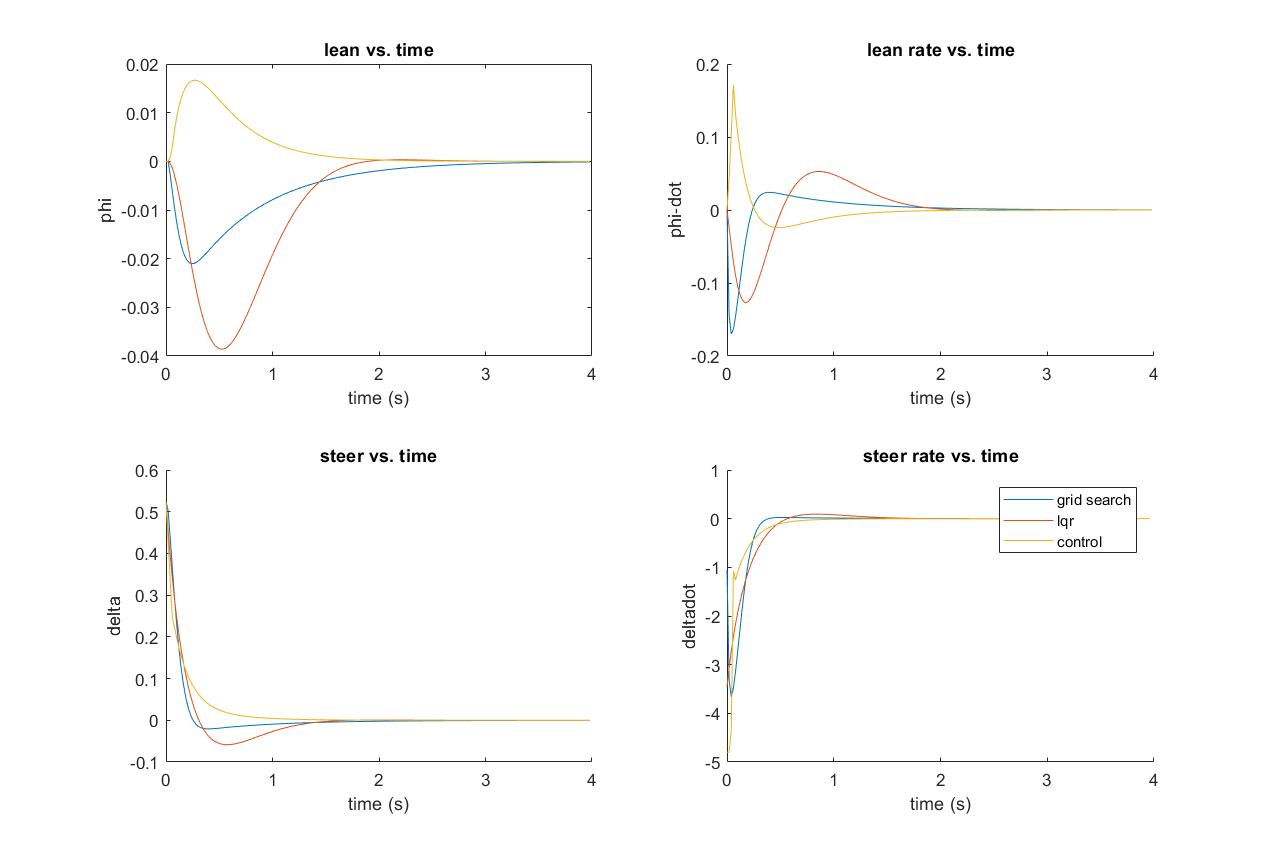 lean vs. time
0.02
0.01
0
-0.01
-0.02
-0.03
-0.04
phi
0 1 2 3 4
time (s)
lean rate vs. time
0.2
0.1
0
-0.1
-0.2
phi-dot
0 1 2 3 4
time (s)
steer vs. time
0.6
0.5
0.4
0.3
0.2
0.1
0
-0.1
delta
0 1 2 3 4
time (s)
steer rate vs. time
1
0
-1
-2
-3
-4
-5
deltadot
0 1 2 3 4
time (s)
grid search
lqr
control